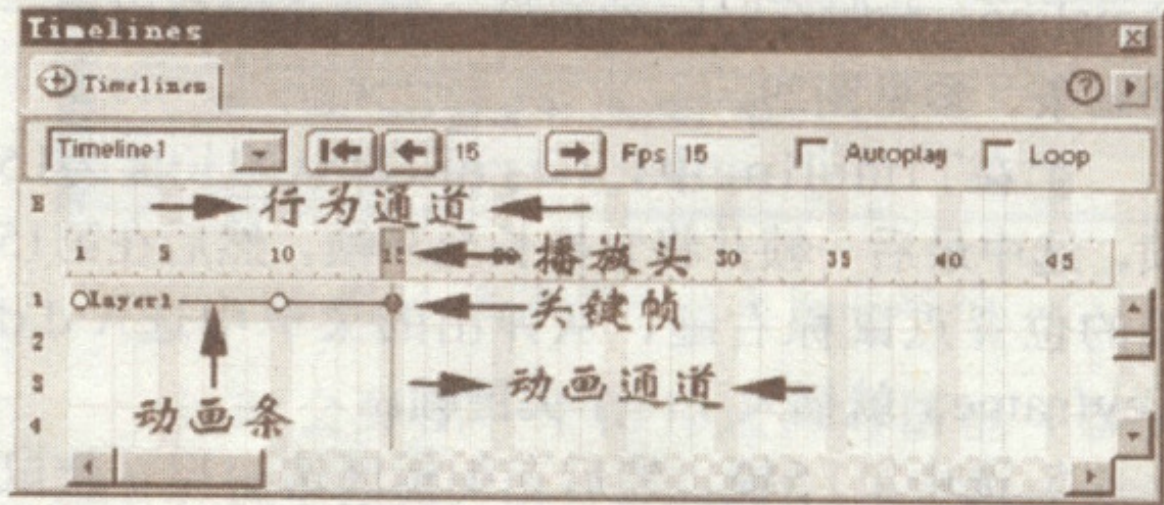 Timelines
Timelines
Timeline1 15 Fps 15 Autoplay Loop
B 行为通道
1 5 10 15 播放头 30 35 40 45
1 Layer1 关键帧
2
3 动画通道
4 动画条